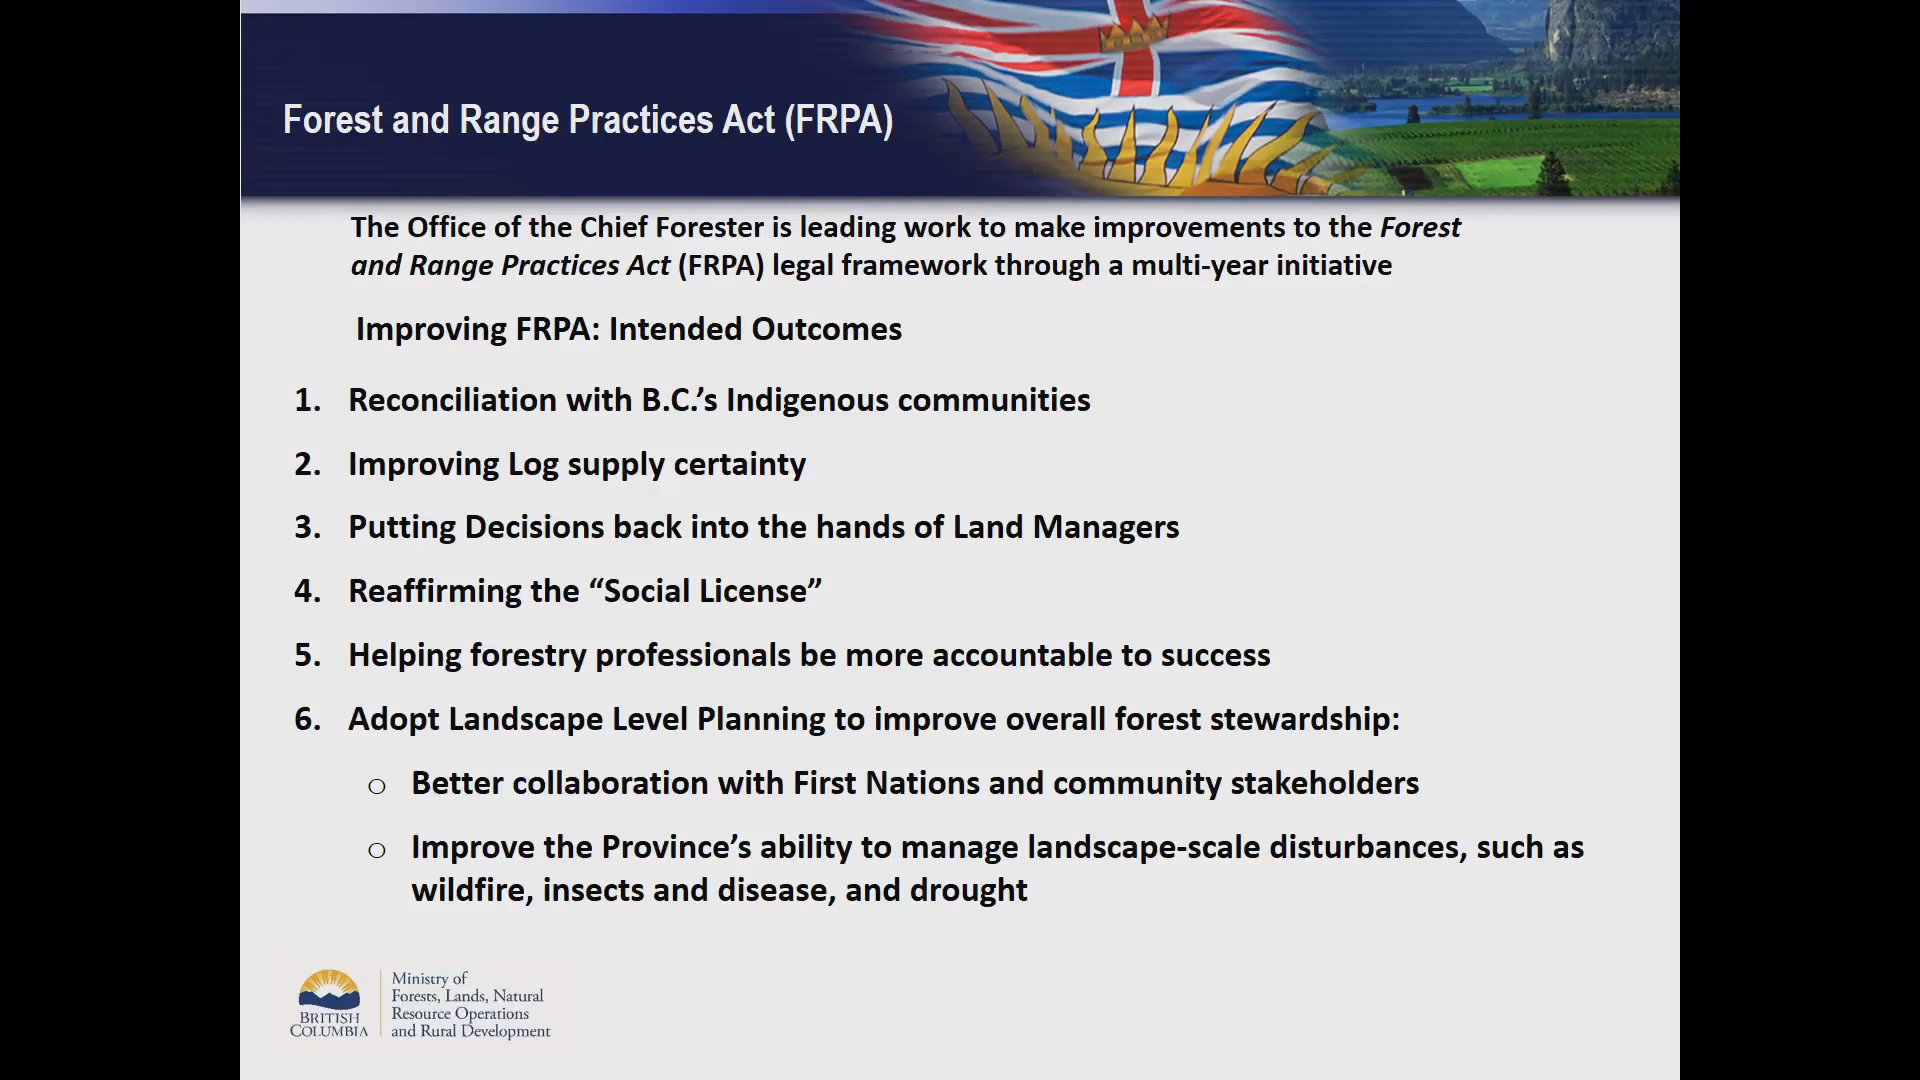 Forest and Range Practices Act (FRPA)
The Office of the Chief Forester is leading work to make improvements to the Forest
and Range Practices Act (FRPA) legal framework through a multi-year initiative
Improving FRPA: Intended Outcomes
1. Reconciliation with B.C.’s Indigenous communities
2. Improving Log supply certainty
3. Putting Decisions back into the hands of Land Managers
4. Reaffirming the “Social License”
5. Helping forestry professionals be more accountable to success
6. Adopt Landscape Level Planning to improve overall forest stewardship:
o Better collaboration with First Nations and community stakeholders
o Improve the Province’s ability to manage landscape-scale disturbances, such as
wildfire, insects and disease, and drought
BRITISH
COLUMBIA
Ministry of
Forests, Lands, Natural
Resource Operations
and Rural Development